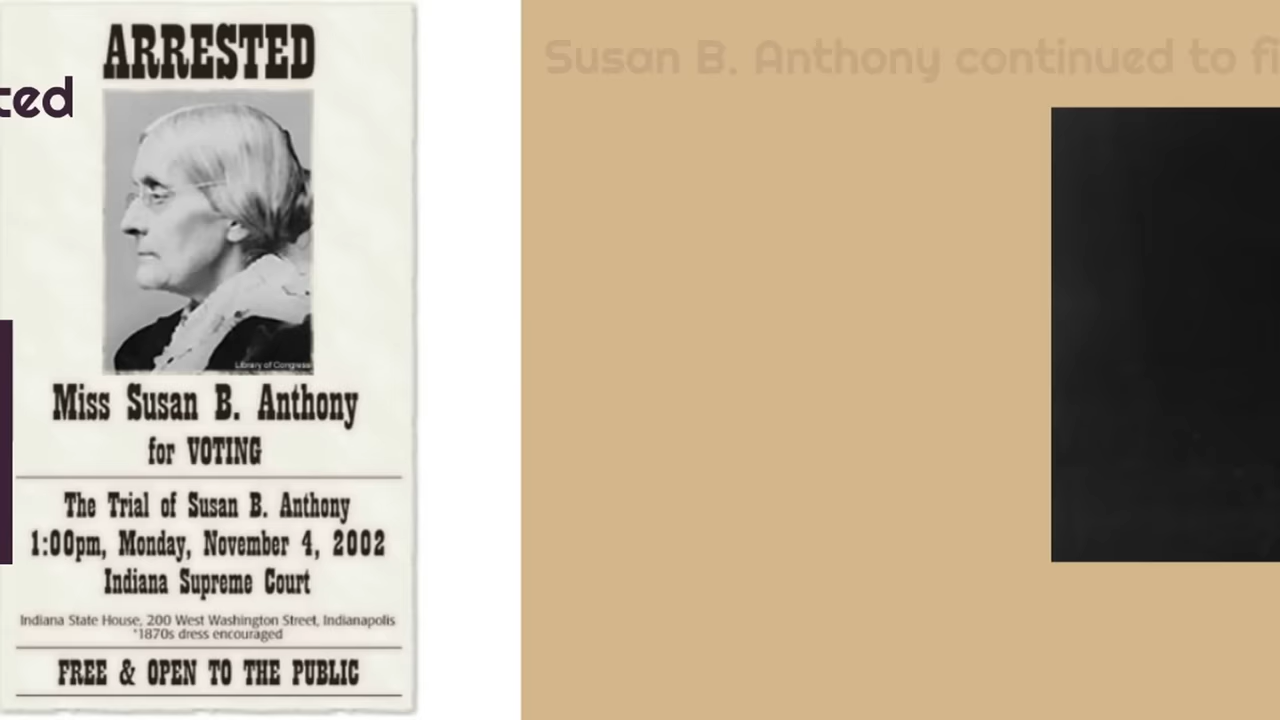 ted
ARRESTED
Library of Congress
Miss Susan B. Anthony
for VOTING
The Trial of Susan B. Anthony
1:00pm, Monday, November 4, 2002
Indiana Supreme Court
Indiana State House, 200 West Washington Street, Indianapolis
*1870s dress encouraged
FREE & OPEN TO THE PUBLIC
Susan B. Anthony continued to fi